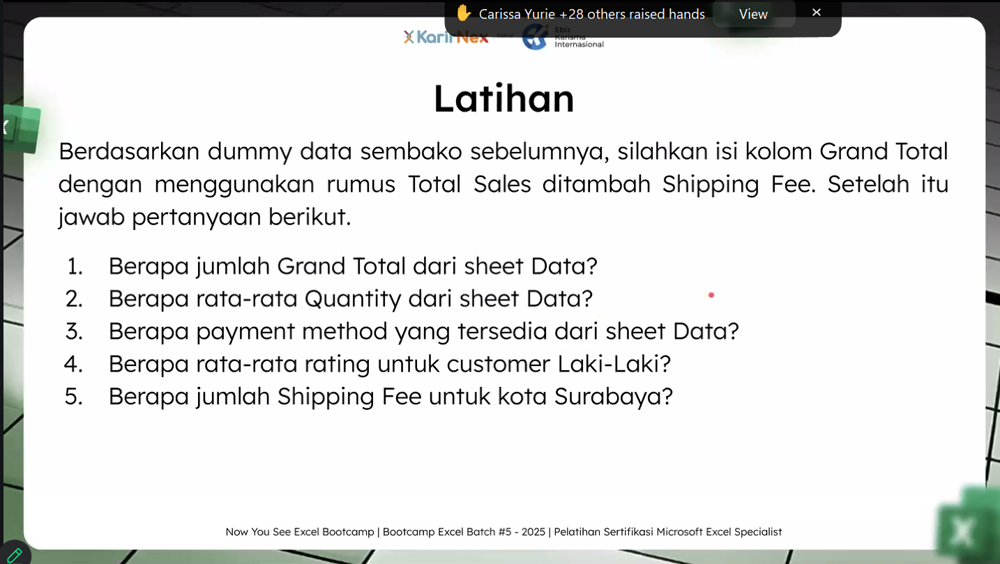 Carissa Yurie +28 others raised hands View ×
KarirNex Ebiz Karisma Internasional
Latihan
Berdasarkan dummy data sembako sebelumnya, silahkan isi kolom Grand Total
dengan menggunakan rumus Total Sales ditambah Shipping Fee. Setelah itu
jawab pertanyaan berikut.
1. Berapa jumlah Grand Total dari sheet Data?
2. Berapa rata-rata Quantity dari sheet Data?
3. Berapa payment method yang tersedia dari sheet Data?
4. Berapa rata-rata rating untuk customer Laki-Laki?
5. Berapa jumlah Shipping Fee untuk kota Surabaya?
Now You See Excel Bootcamp | Bootcamp Excel Batch #5 - 2025 | Pelatihan Sertifikasi Microsoft Excel Specialist
X
X